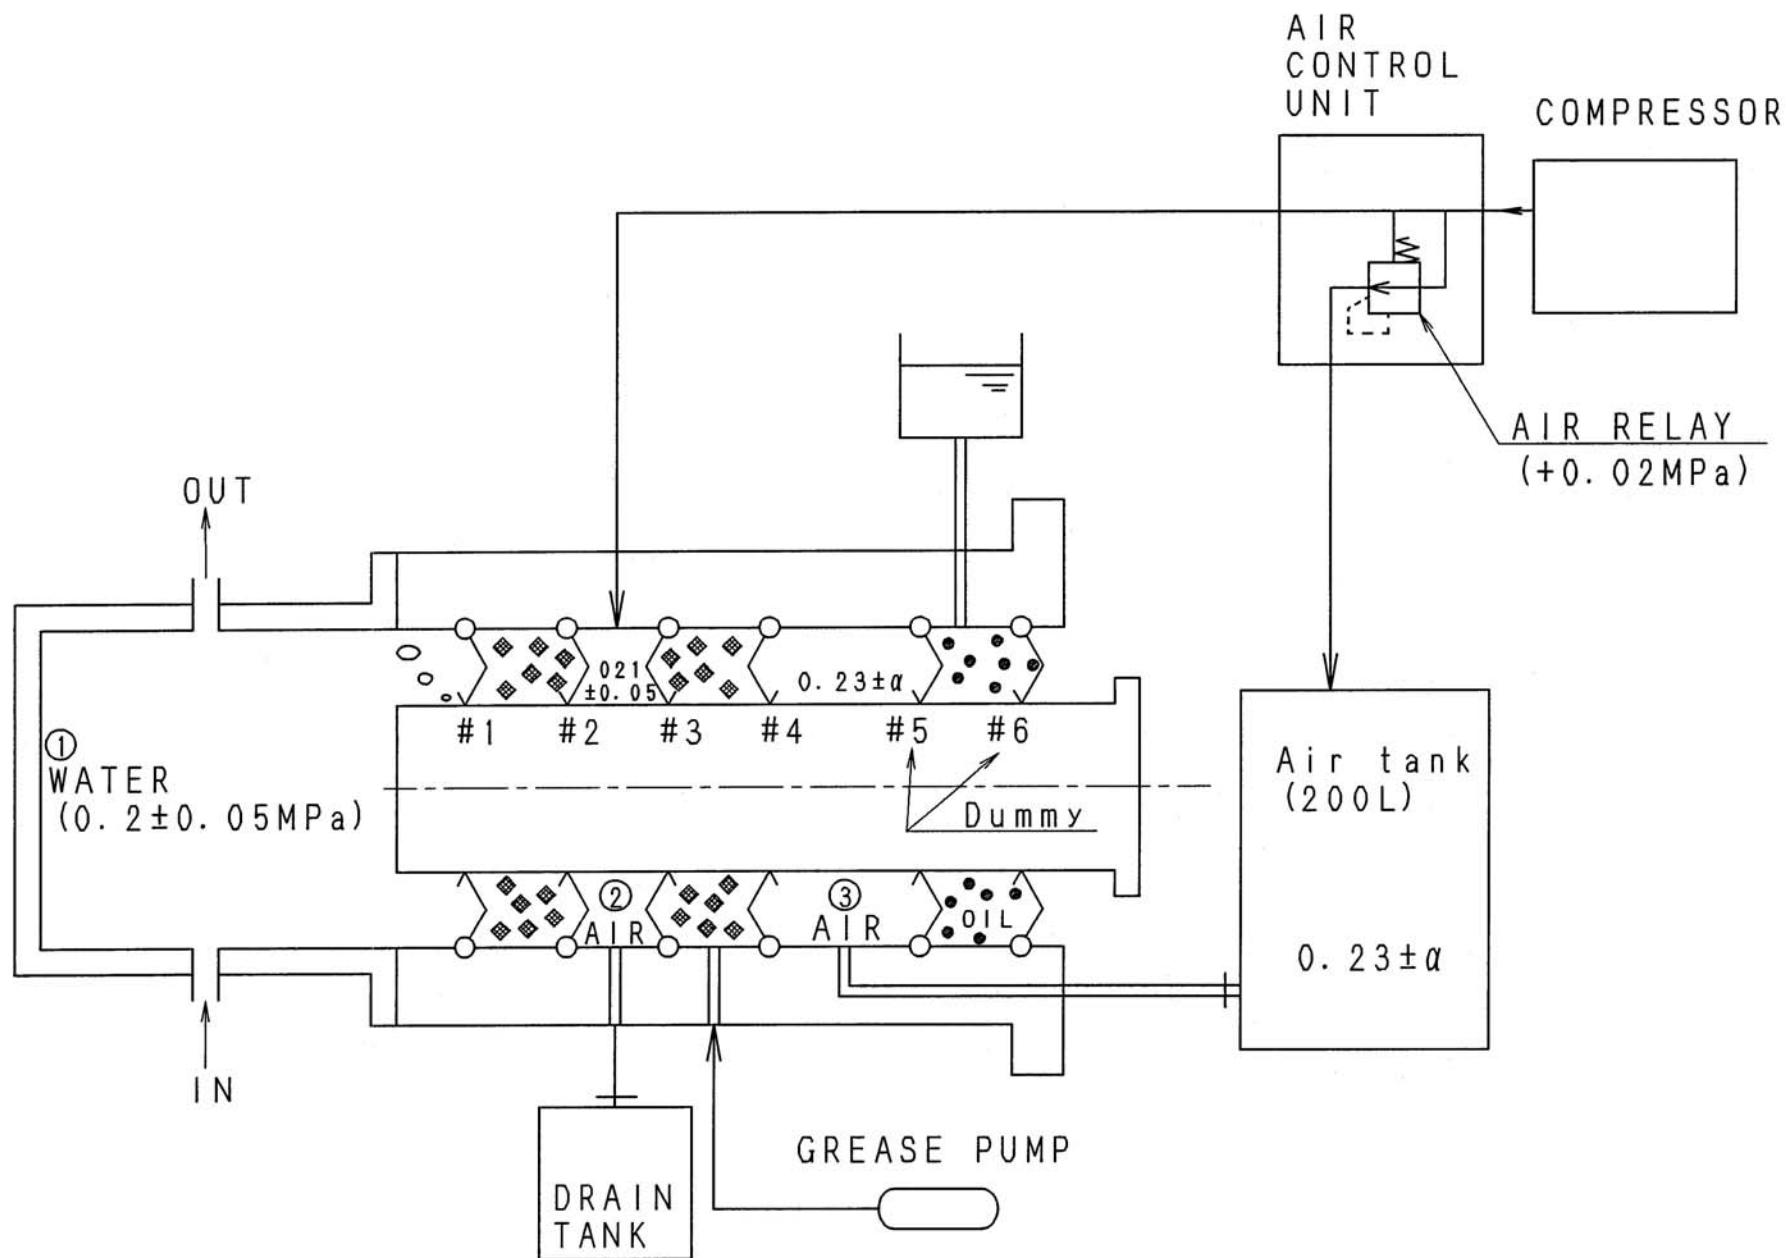 AIR
CONTROL
UNIT
COMPRESSOR
AIR RELAY
(+0.02MPa)
OUT
021
±0.05
0.23±α
#1
#2
#3
#4
#5
#6
①
WATER
(0.2±0.05MPa)
Dummy
Air tank
(200L)
0.23±α
②
AIR
③
AIR
OIL
IN
GREASE PUMP
DRAIN
TANK